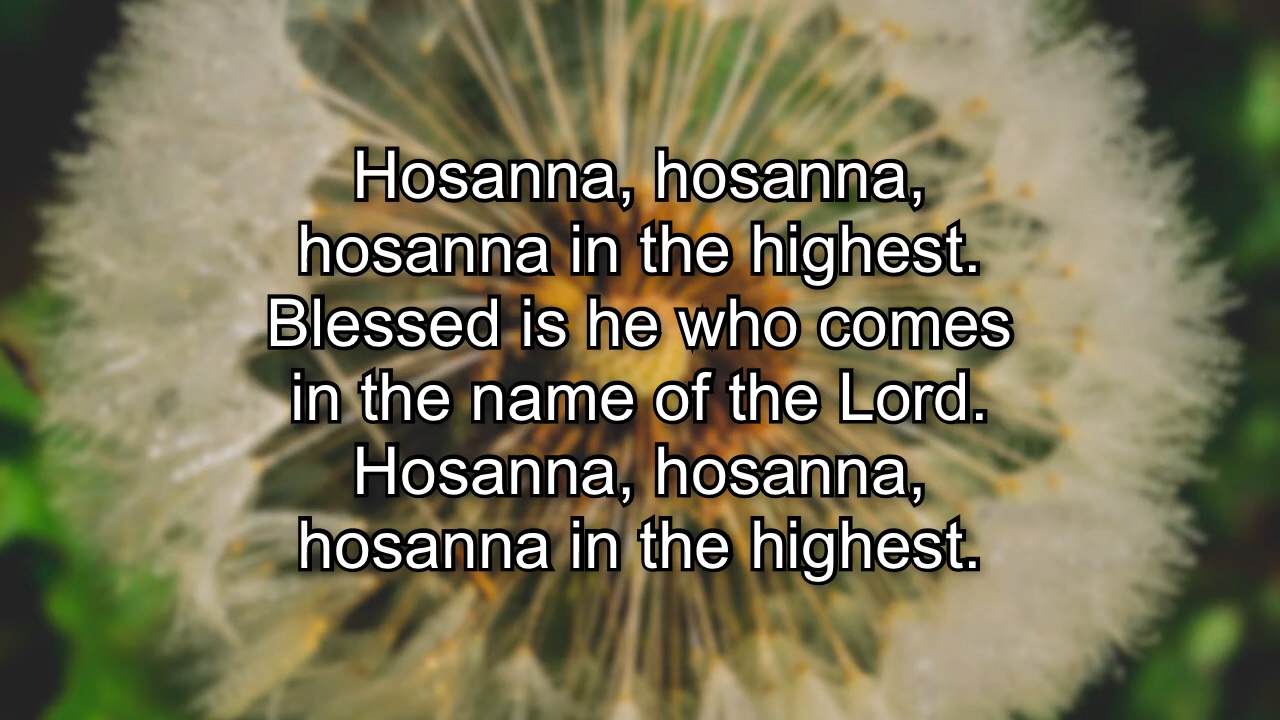 Hosanna, hosanna,
hosanna in the highest.
Blessed is he who comes
in the name of the Lord.
Hosanna, hosanna,
hosanna in the highest.